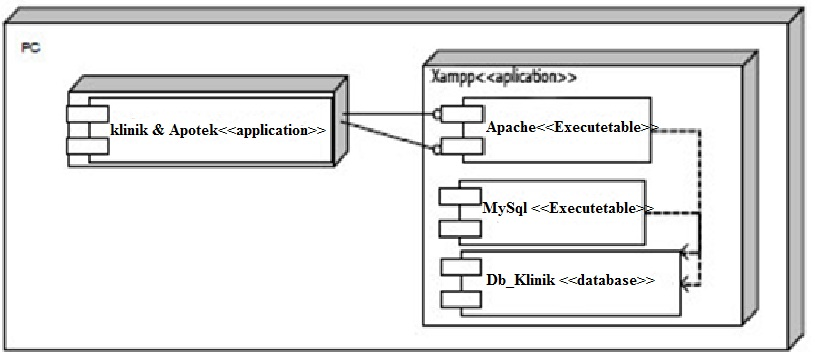 PC
Xampp<<aplication>>
klinik & Apotek<<application>>
Apache<<Executetable>>
MySql <<Executetable>>
Db_Klinik <<database>>